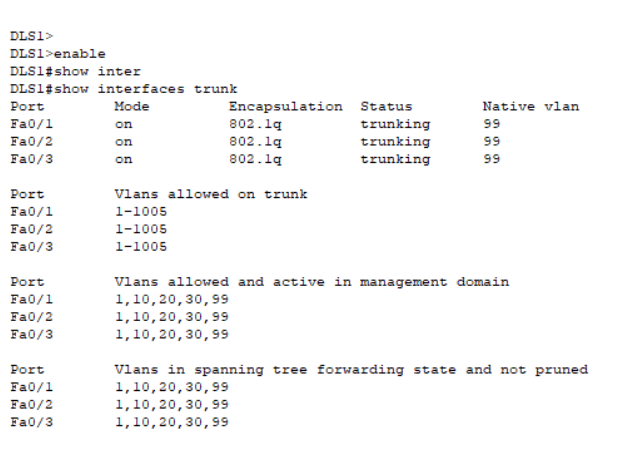 DLS1>
DLS1>enable
DLS1#show inter
DLS1#show interfaces trunk
Port        Mode         Encapsulation  Status        Native vlan
Fa0/1       on           802.1q         trunking      99
Fa0/2       on           802.1q         trunking      99
Fa0/3       on           802.1q         trunking      99
Port        Vlans allowed on trunk
Fa0/1       1-1005
Fa0/2       1-1005
Fa0/3       1-1005
Port        Vlans allowed and active in management domain
Fa0/1       1,10,20,30,99
Fa0/2       1,10,20,30,99
Fa0/3       1,10,20,30,99
Port        Vlans in spanning tree forwarding state and not pruned
Fa0/1       1,10,20,30,99
Fa0/2       1,10,20,30,99
Fa0/3       1,10,20,30,99